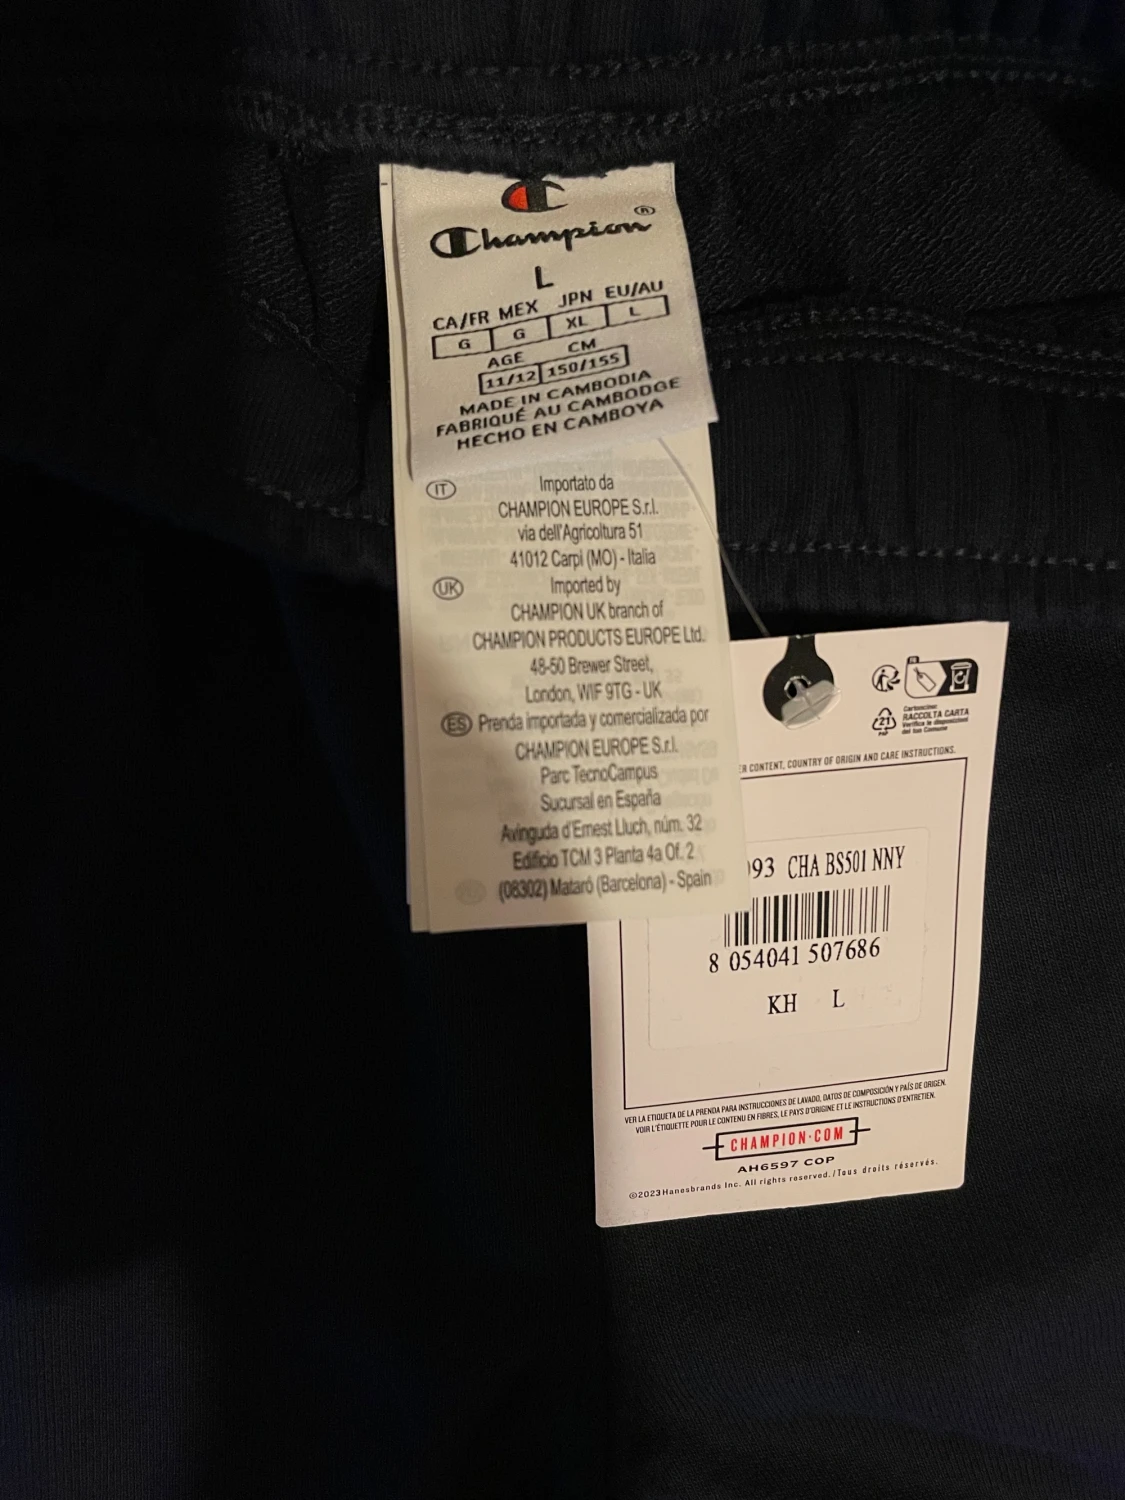 Champion®
L
CA/FR MEX JPN EU/AU
G G XL L
AGE CM
11/12 150/155
MADE IN CAMBODIA
FABRIQUÉ AU CAMBODGE
HECHO EN CAMBOYA
IT Importato da
CHAMPION EUROPE S.r.l.
via dell'Agricoltura 51
41012 Carpi (MO) - Italia
UK Imported by
CHAMPION UK branch of
CHAMPION PRODUCTS EUROPE Ltd.
48-50 Brewer Street,
London, WIF 9TG - UK
ES Prenda importada y comercializada por
CHAMPION EUROPE S.r.l.
Parc TecnoCampus
Sucursal en España
Avinguda d'Ernest Lluch, núm. 32
Edificio TCM 3 Planta 4a Of. 2
(08302) Mataró (Barcelona) - Spain
FR
21
PAP
Cartoncino:
RACCOLTA CARTA
Verifica le disposizioni
del tuo Comune
ER CONTENT, COUNTRY OF ORIGIN AND CARE INSTRUCTIONS.
093 CHA BS501 NNY
8 054041 507686
KH L
VER LA ETIQUETA DE LA PRENDA PARA INSTRUCCIONES DE LAVADO, DATOS DE COMPOSICIÓN Y PAÍS DE ORIGEN.
VOIR L'ÉTIQUETTE POUR LE CONTENU EN FIBRES, LE PAYS D'ORIGINE ET LE INSTRUCTIONS D'ENTRETIEN.
CHAMPION·COM
AH6597 COP
©2023 Hanesbrands Inc. All rights reserved./Tous droits réservés.